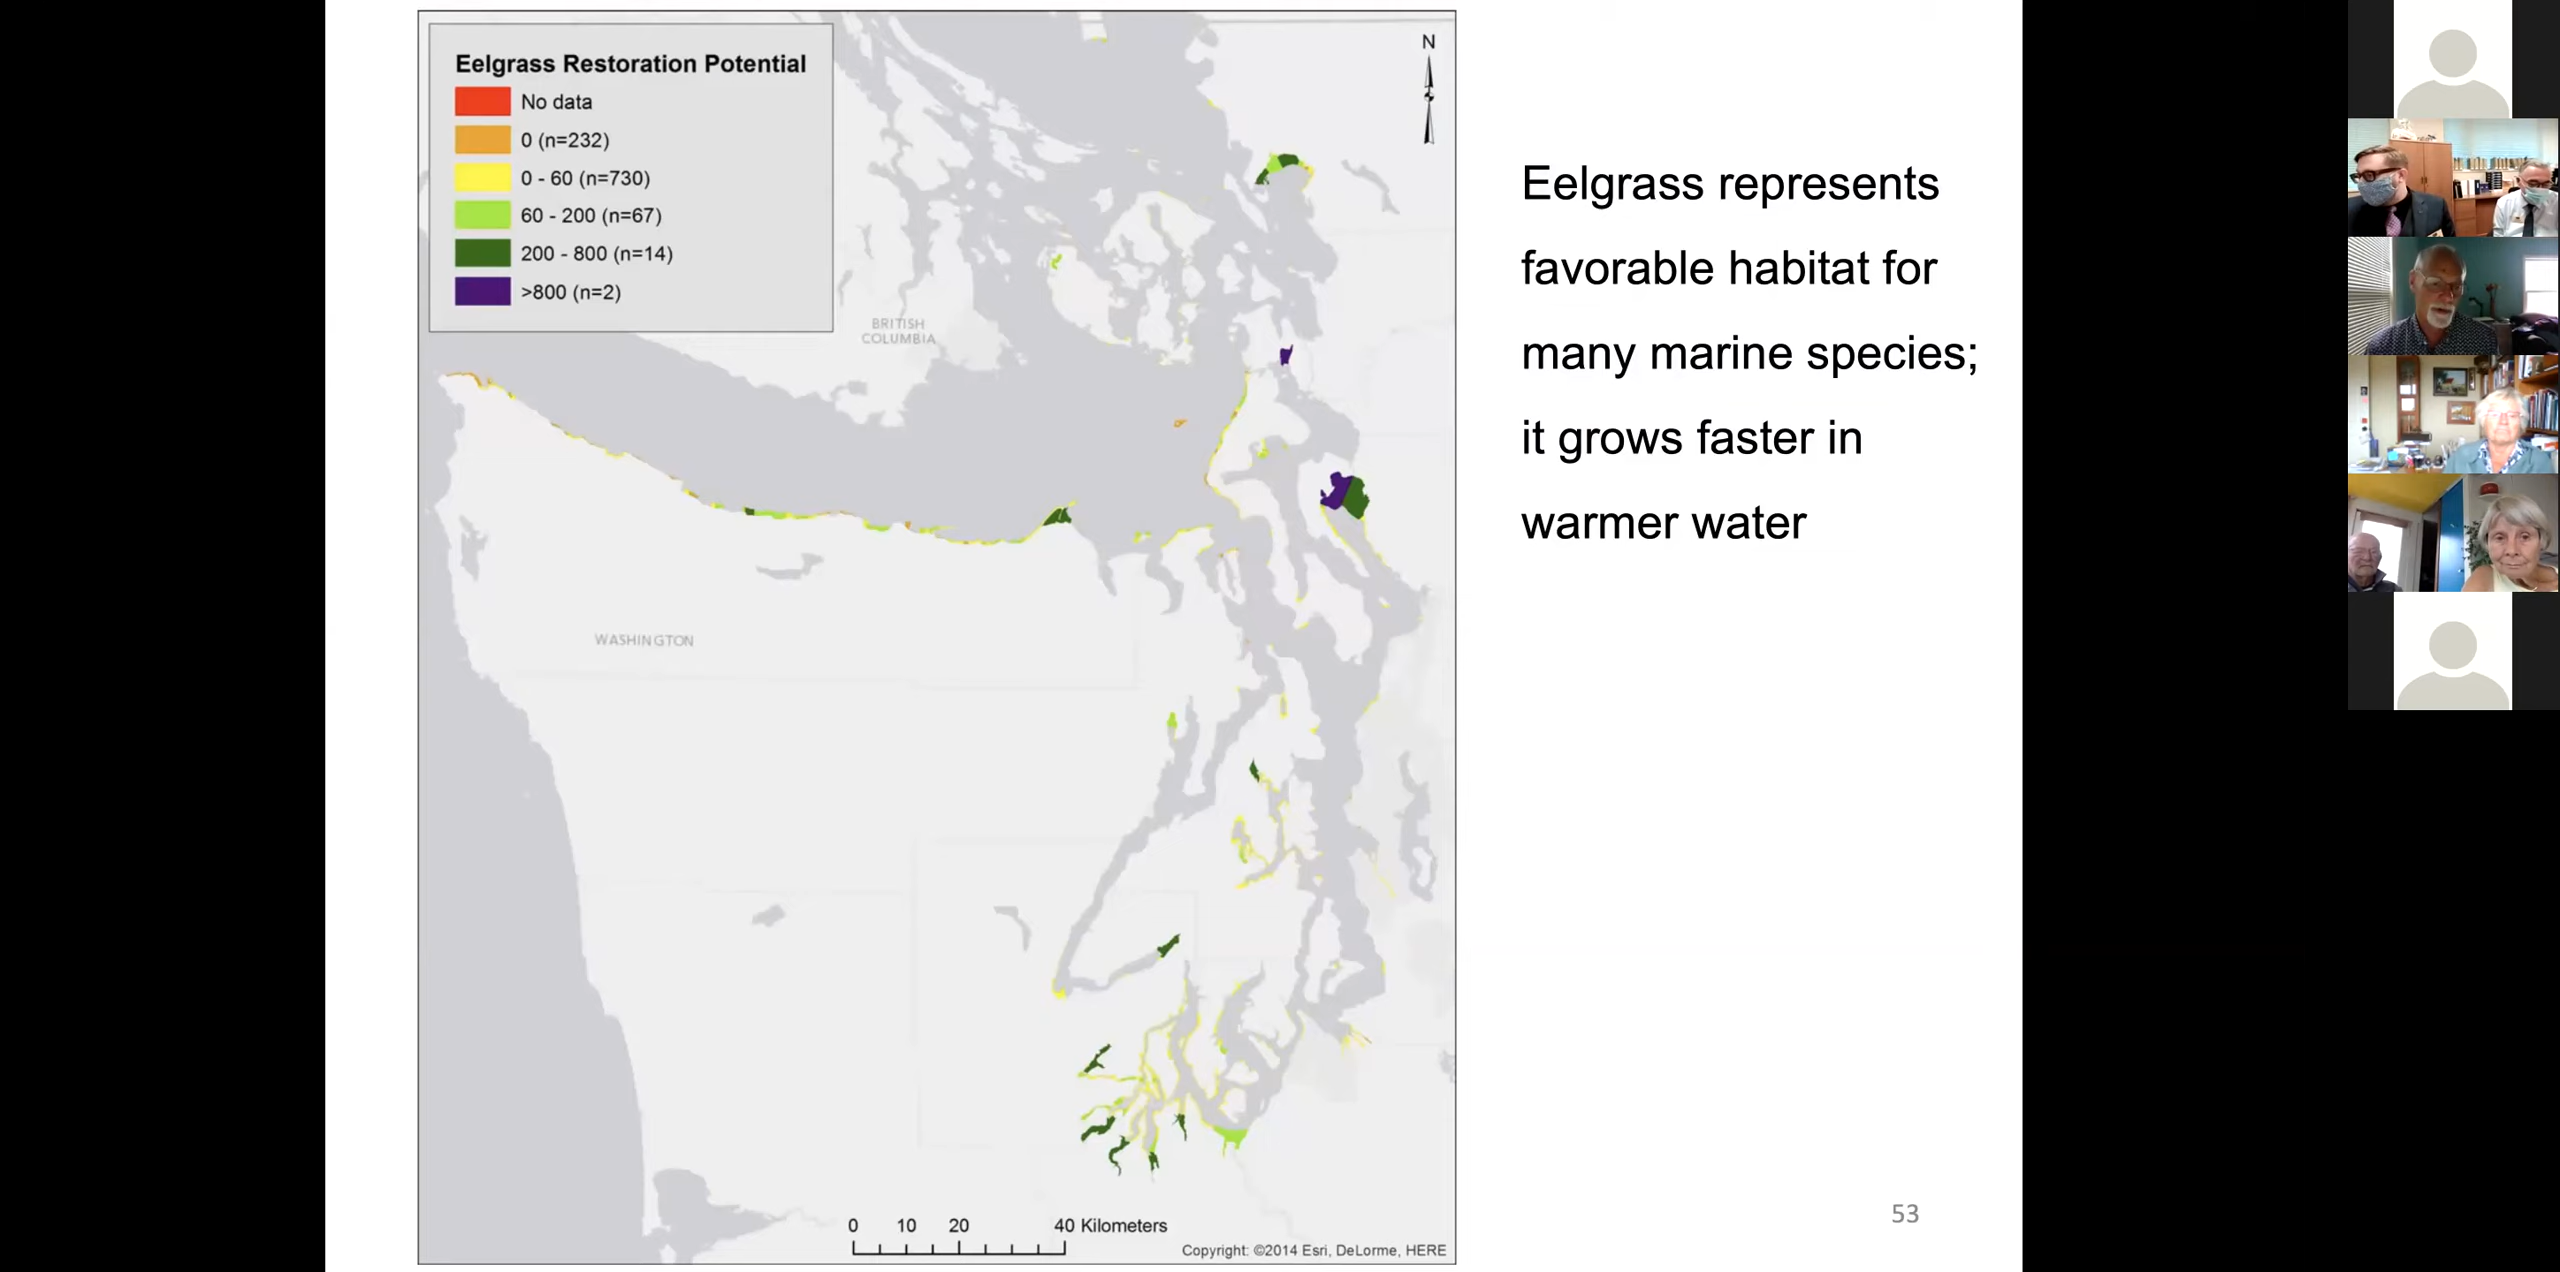 Eelgrass Restoration Potential
No data
0 (n=232)
0 - 60 (n=730)
60 - 200 (n=67)
200 - 800 (n=14)
>800 (n=2)
N
BRITISH
COLUMBIA
WASHINGTON
0 10 20 40 Kilometers
Copyright: ©2014 Esri, DeLorme, HERE
Eelgrass represents
favorable habitat for
many marine species;
it grows faster in
warmer water
53